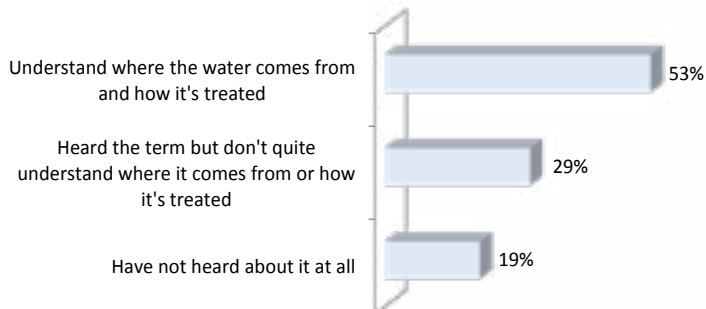 Understand where the water comes from
and how it's treated
53%
Heard the term but don't quite
understand where it comes from or how
it's treated
29%
Have not heard about it at all
19%